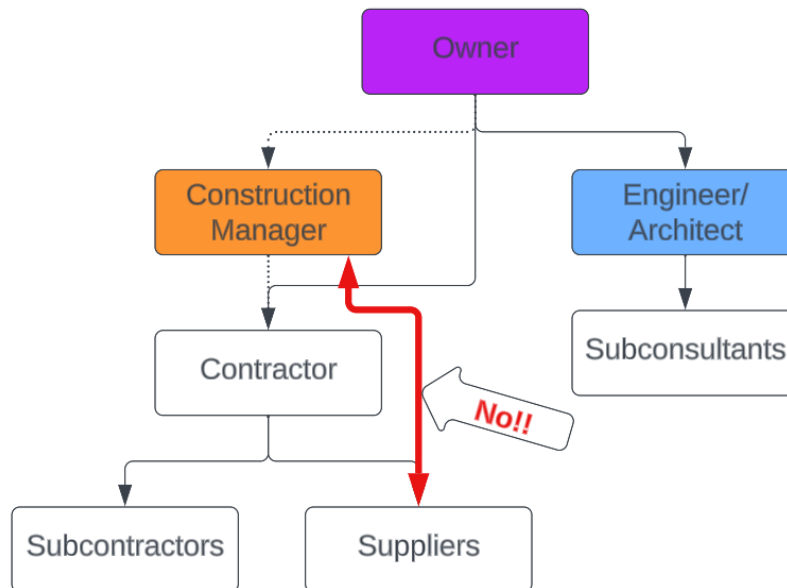 Owner
Construction
Manager
Engineer/
Architect
Contractor
Subconsultants
No!!
Subcontractors
Suppliers